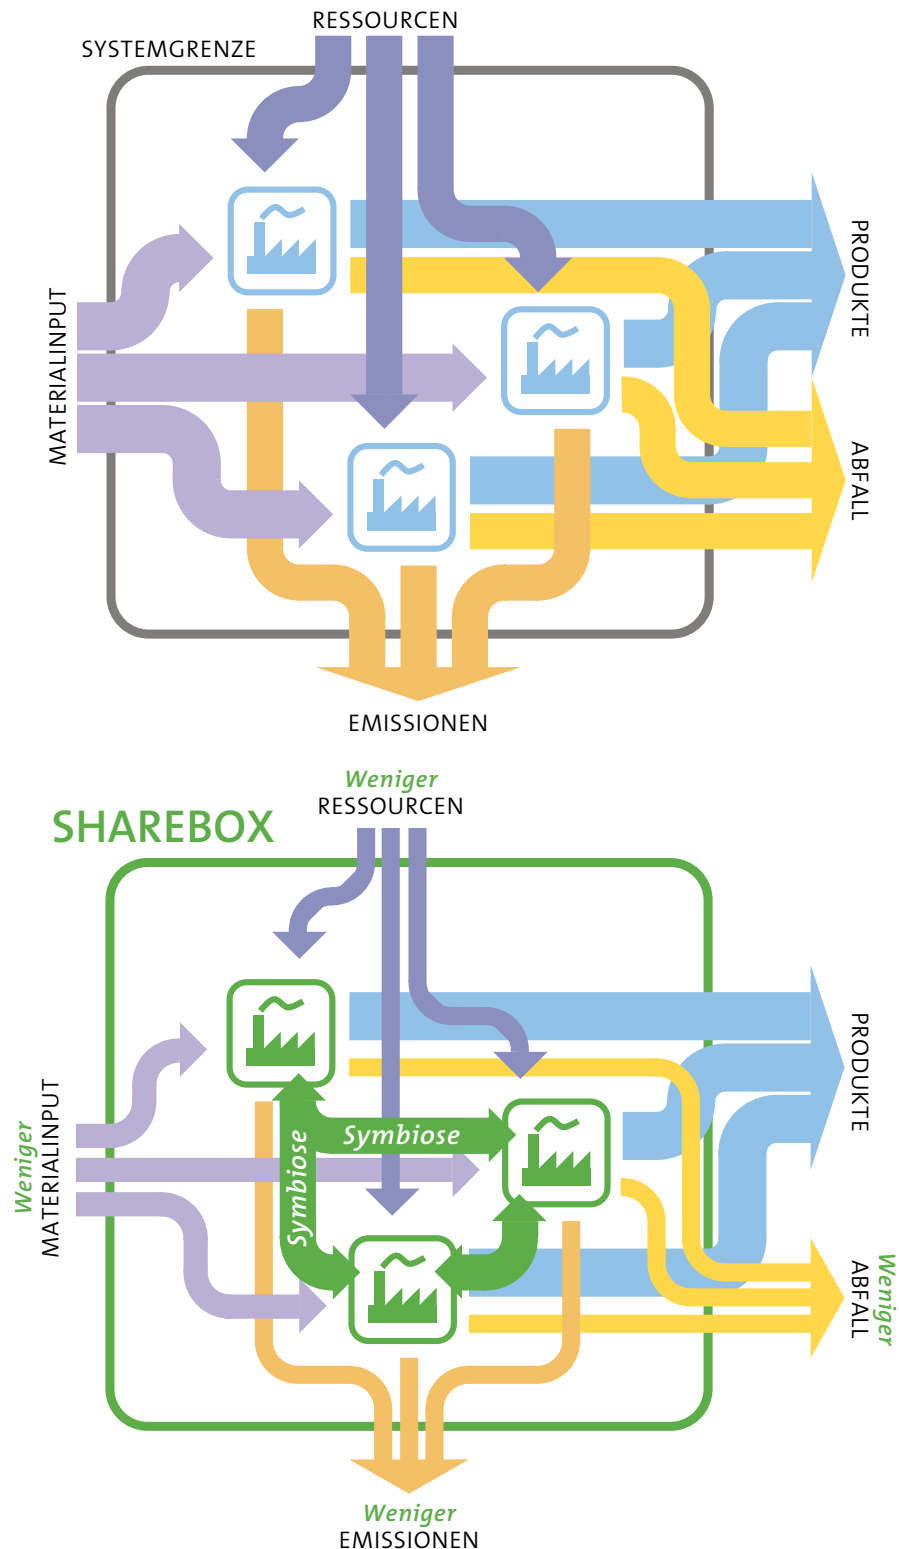 RESSOURCEN
SYSTEMGRENZE
MATERIALINPUT
PRODUKTE
ABFALL
EMISSIONEN
Weniger
RESSOURCEN
SHAREBOX
Weniger
MATERIALINPUT
Symbiose
Symbiose
PRODUKTE
Weniger
ABFALL
Weniger
EMISSIONEN